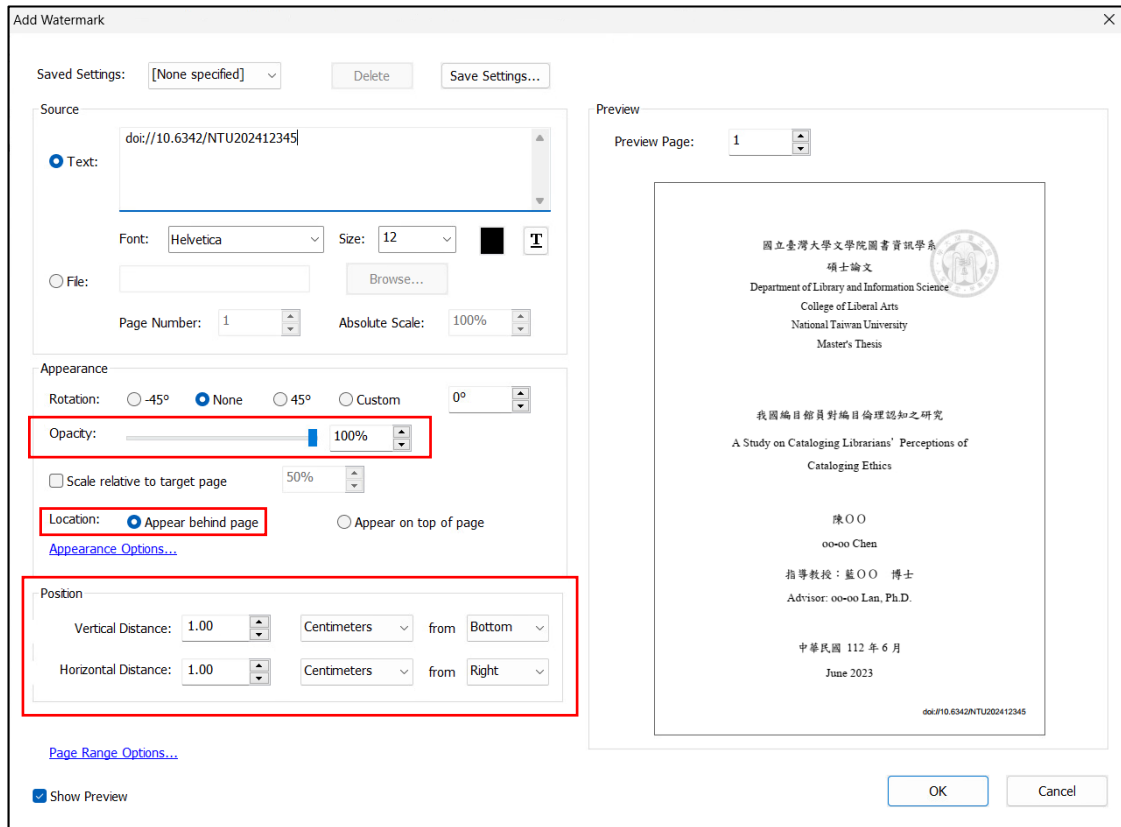 Add Watermark
Saved Settings: [None specified] Delete Save Settings...
Source
Text: doi://10.6342/NTU202412345
Font: Helvetica Size: 12 T
File: Browse...
Page Number: 1 Absolute Scale: 100%
Appearance
Rotation: -45° None 45° Custom 0°
Opacity: 100%
Scale relative to target page 50%
Location: Appear behind page Appear on top of page
Appearance Options...
Position
Vertical Distance: 1.00 Centimeters from Bottom
Horizontal Distance: 1.00 Centimeters from Right
Page Range Options...
Show Preview
Preview
Preview Page: 1
國立臺灣大學文學院圖書資訊學系
碩士論文
Department of Library and Information Science
College of Liberal Arts
National Taiwan University
Master's Thesis
我國編目館員對編目倫理認知之研究
A Study on Cataloging Librarians' Perceptions of
Cataloging Ethics
陳○○
oo-oo Chen
指導教授：藍○○ 博士
Advisor: oo-oo Lan, Ph.D.
中華民國 112 年 6 月
June 2023
doi://10.6342/NTU202412345
OK Cancel